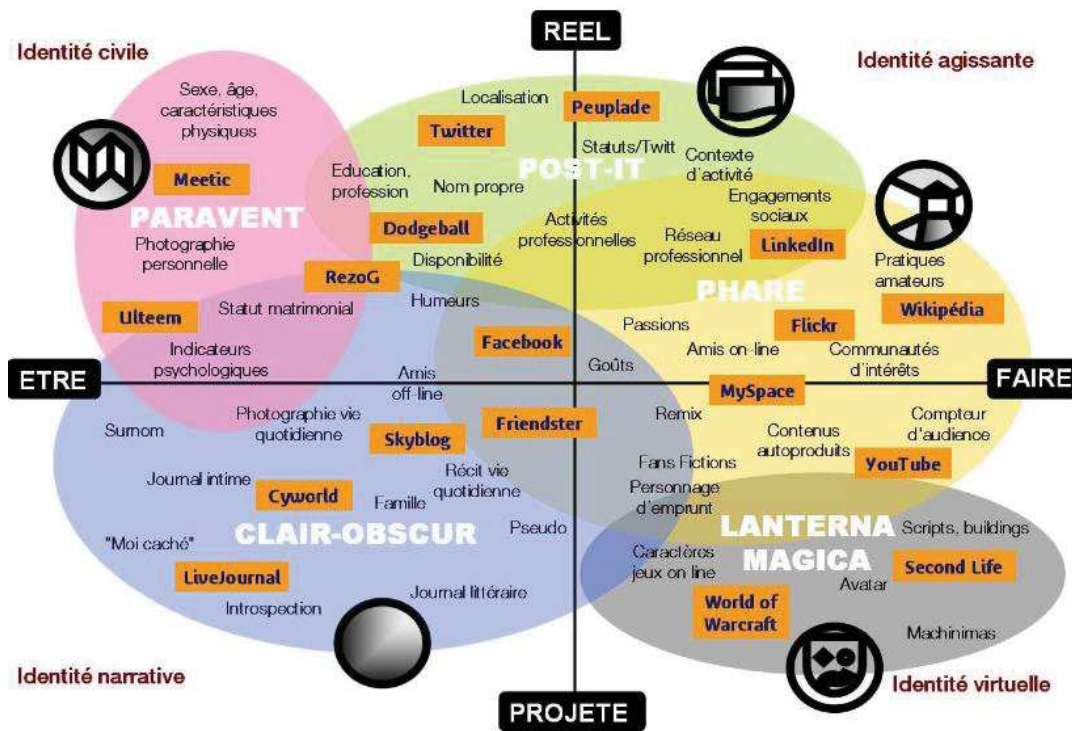 REEL
Identité civile
Identité agissante
Sexe, âge,
caractéristiques
physiques
Localisation
Peuplade
Twitter
Statuts/Twitt
POST-IT
Contexte
d'activité
Meetic
Education,
profession
Nom propre
Engagements
sociaux
PARAVENT
Dodgeball
Activités
professionnelles
Réseau
professionnel
LinkedIn
Photographie
personnelle
Disponibilité
Pratiques
amateurs
RezoG
PHARE
Humeurs
Wikipédia
Ulteem
Statut matrimonial
Passions
Flickr
Facebook
Indicateurs
psychologiques
Goûts
Amis on-line
Communautés
d'intérêts
ETRE
FAIRE
Amis
off-line
MySpace
Photographie vie
quotidienne
Surnom
Skyblog
Friendster
Remix
Compteur
d'audience
Contenus
autoproduits
YouTube
Journal intime
Récit vie
quotidienne
Fans Fictions
Cyworld
Famille
Personnage
d'emprunt
CLAIR-OBSCUR
Pseudo
LANTERNA
MAGICA
Scripts, buildings
"Moi caché"
Caractères
jeux on line
Second Life
LiveJournal
Avatar
Introspection
Journal littéraire
World of
Warcraft
Machinimas
Identité narrative
Identité virtuelle
PROJETE